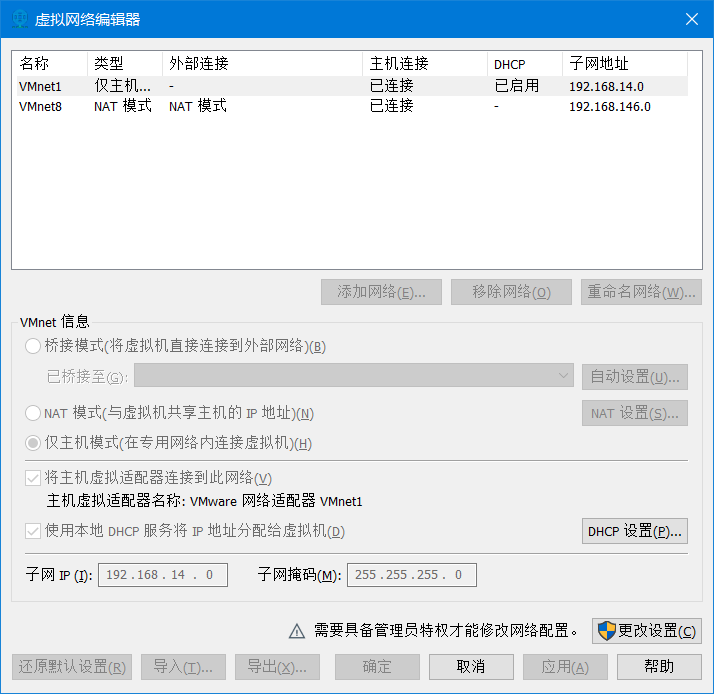 虚拟网络编辑器
名称 类型 外部连接 主机连接 DHCP 子网地址
VMnet1 仅主机... - 已连接 已启用 192.168.14.0
VMnet8 NAT 模式 NAT 模式 已连接 - 192.168.146.0
添加网络(E)... 移除网络(O) 重命名网络(W)...
VMnet 信息
桥接模式(将虚拟机直接连接到外部网络)(B)
已桥接至(G): 自动设置(U)...
NAT 模式(与虚拟机共享主机的 IP 地址)(N) NAT 设置(S)...
仅主机模式(在专用网络内连接虚拟机)(H)
将主机虚拟适配器连接到此网络(V)
主机虚拟适配器名称: VMware 网络适配器 VMnet1
使用本地 DHCP 服务将 IP 地址分配给虚拟机(D) DHCP 设置(P)...
子网 IP (I): 192.168.14.0 子网掩码(M): 255.255.255.0
需要具备管理员特权才能修改网络配置。 更改设置(C)
还原默认设置(R) 导入(T)... 导出(X)... 确定 取消 应用(A) 帮助